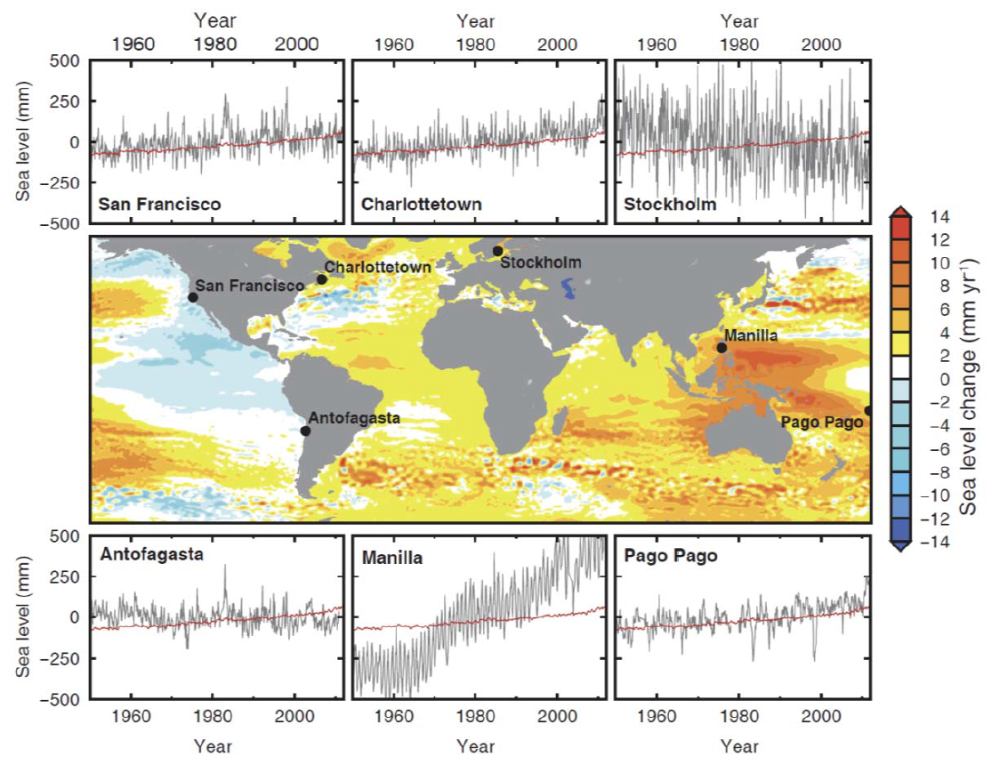 Year Year
1960 1980 2000 1960 1980 2000 1960 1980 2000
Sea level (mm)
500
250
0
−250
−500
San Francisco
Charlottetown
Stockholm
Charlottetown
Stockholm
San Francisco
Manilla
Antofagasta
Pago Pago
14
12
10
8
6
4
2
0
−2
−4
−6
−8
−10
−12
−14
Sea level change (mm yr⁻¹)
Sea level (mm)
500
250
0
−250
−500
Antofagasta
Manilla
Pago Pago
1960 1980 2000 1960 1980 2000 1960 1980 2000
Year Year Year